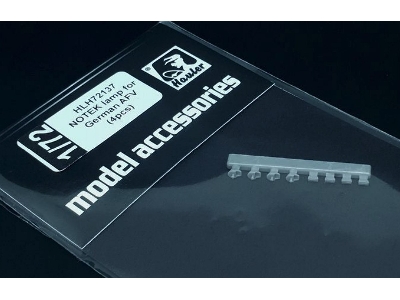 HLH72137
NOTEK lamp for
German AFV
(4pcs)
1/72
Hauler
model accessories